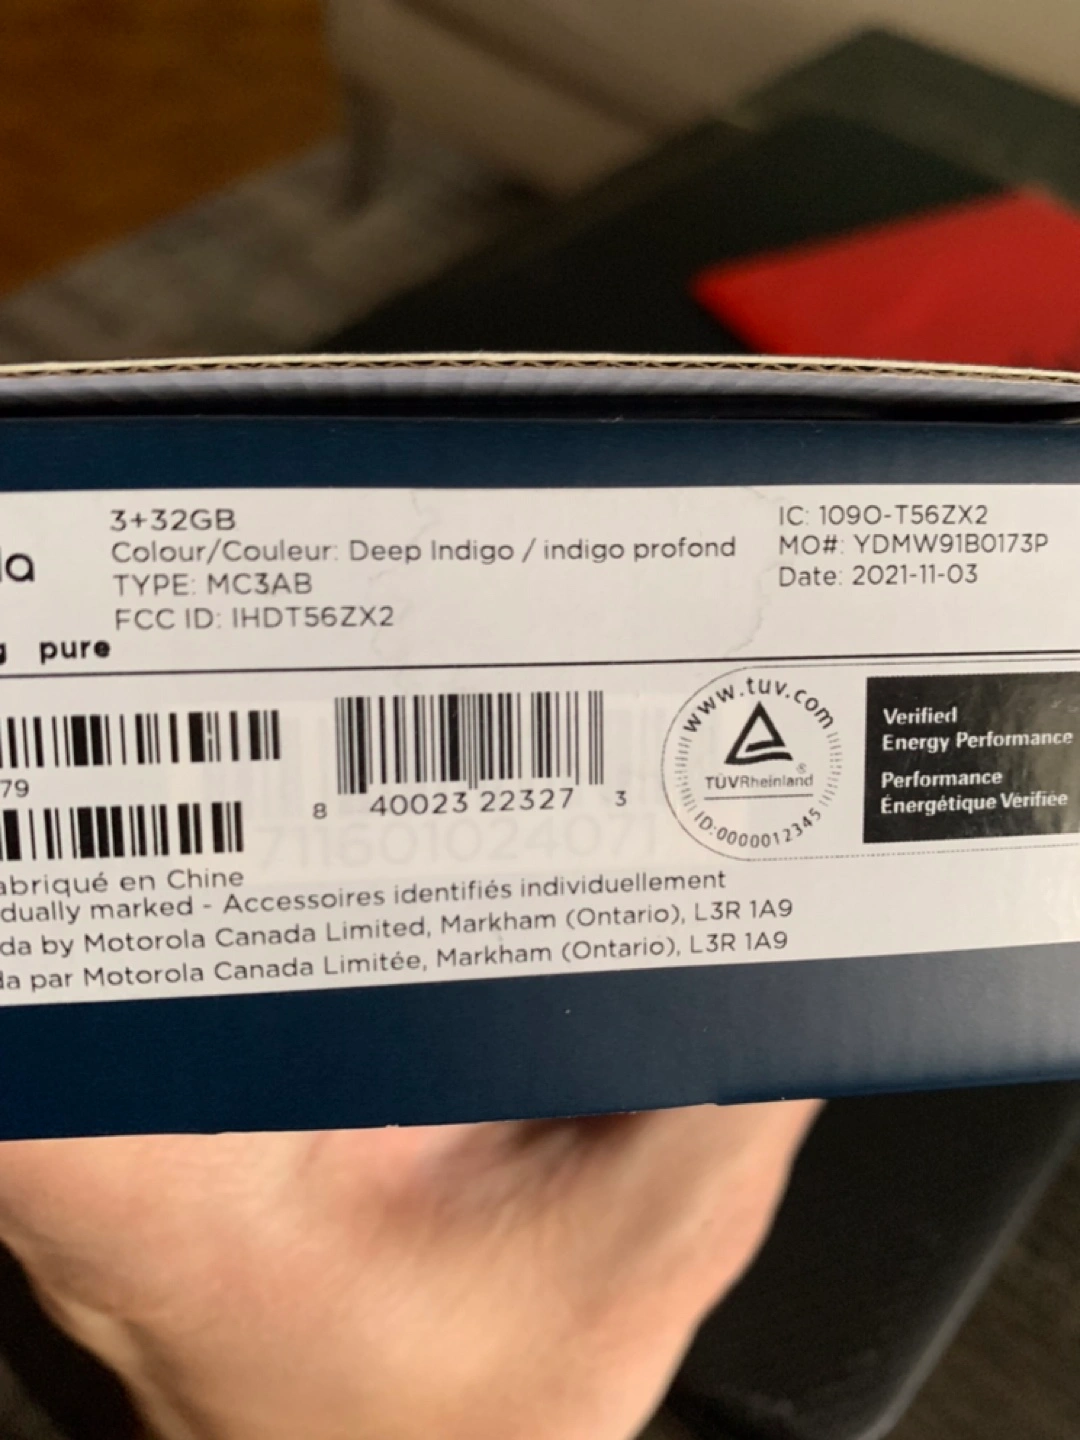 3+32GB
Colour/Couleur: Deep Indigo / indigo profond
TYPE: MC3AB
FCC ID: IHDT56ZX2
pure
IC: 109O-T56ZX2
MO#: YDMW91B0173P
Date: 2021-11-03
79
8 40023 22327 3
www.tuv.com
TÜVRheinland
®
ID:0000012345
Verified
Energy Performance
Performance
Énergétique Vérifiée
abriqué en Chine
dually marked - Accessoires identifiés individuellement
da by Motorola Canada Limited, Markham (Ontario), L3R 1A9
da par Motorola Canada Limitée, Markham (Ontario), L3R 1A9